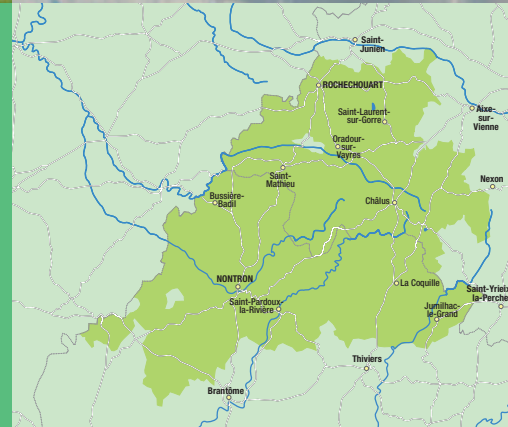 Saint-
Junien
ROCHECHOUART
Saint-Laurent-
sur-Gorre
Aixe-
sur-
Vienne
Oradour-
sur-
Vayres
Saint-
Mathieu
Nexon
Bussière-
Badil
Châlus
NONTRON
La Coquille
Saint-Yrieix
la-Perche
Saint-Pardoux-
la-Rivière
Jumilhac-
le-Grand
Thiviers
Brantôme